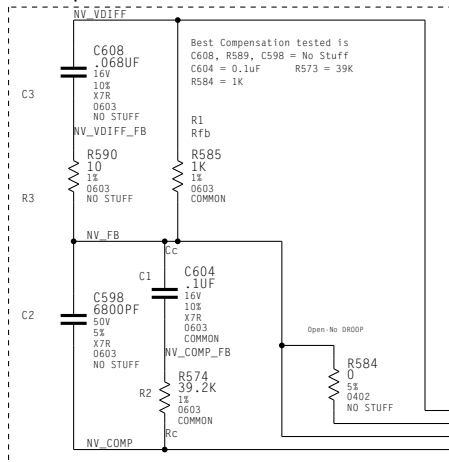 NV_VDIFF
C608
.068UF
16V
10%
X7R
0603
NO STUFF
C3
Best Compensation tested is
C608, R589, C598 = No Stuff
C604 = 0.1uF R573 = 39K
R584 = 1K
NV_VDIFF_FB
R1
Rfb
R590
10
1%
0603
NO STUFF
R3
R585
1K
1%
0603
COMMON
NV_FB
Cc
C1
C604
.1UF
16V
10%
X7R
0603
COMMON
C2
C598
6800PF
50V
5%
X7R
0603
NO STUFF
Open-No DROOP
NV_COMP_FB
R584
0
5%
0402
NO STUFF
R2
R574
39.2K
1%
0603
COMMON
Rc
NV_COMP